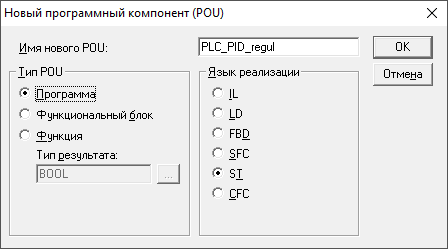 Новый программный компонент (POU)
Имя нового POU:
PLC_PID_regul
OK
Отмена
Тип POU
Программа
Функциональный блок
Функция
Тип результата:
BOOL
...
Язык реализации
IL
LD
FBD
SFC
ST
CFC